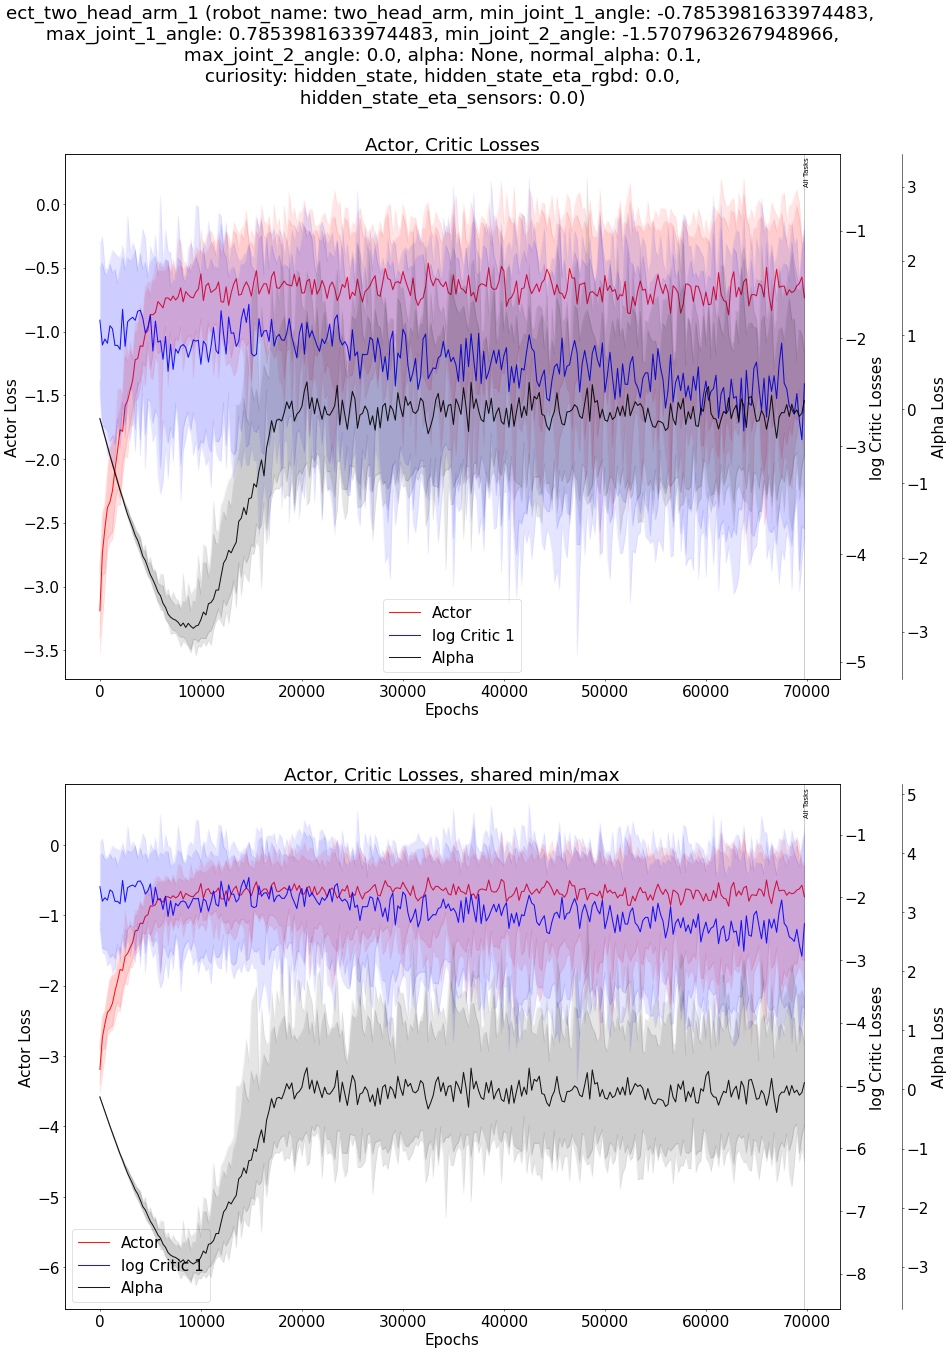 ect_two_head_arm_1 (robot_name: two_head_arm, min_joint_1_angle: -0.7853981633974483,
max_joint_1_angle: 0.7853981633974483, min_joint_2_angle: -1.5707963267948966,
max_joint_2_angle: 0.0, alpha: None, normal_alpha: 0.1,
curiosity: hidden_state, hidden_state_eta_rgbd: 0.0,
hidden_state_eta_sensors: 0.0)
Actor, Critic Losses
All Tasks
0.0
−0.5
−1.0
−1.5
−2.0
−2.5
−3.0
−3.5
Actor Loss
−1
−2
−3
−4
−5
log Critic Losses
3
2
1
0
−1
−2
−3
Alpha Loss
Actor
log Critic 1
Alpha
0 10000 20000 30000 40000 50000 60000 70000
Epochs
Actor, Critic Losses, shared min/max
All Tasks
0
−1
−2
−3
−4
−5
−6
Actor Loss
−1
−2
−3
−4
−5
−6
−7
−8
log Critic Losses
5
4
3
2
1
0
−1
−2
−3
Alpha Loss
Actor
log Critic 1
Alpha
0 10000 20000 30000 40000 50000 60000 70000
Epochs